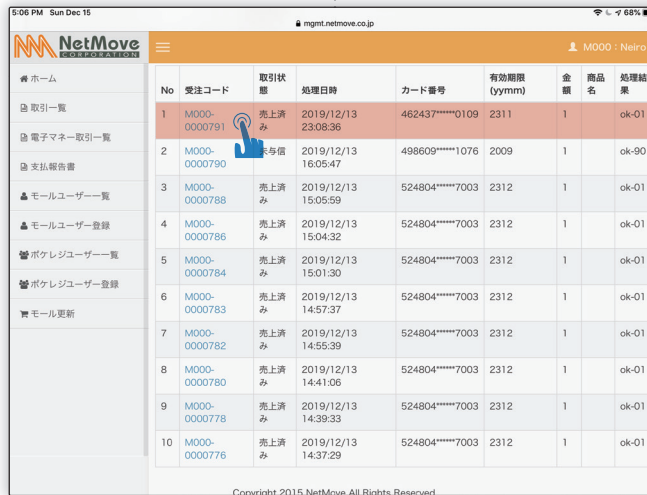 5:06 PM Sun Dec 15
68%
mgmt.netmove.co.jp
NetMove
CORPORATION
M000 : Neiro
ホーム
取引一覧
電子マネー取引一覧
支払報告書
モールユーザー一覧
モールユーザー登録
ポケレジユーザー一覧
ポケレジユーザー登録
モール更新
No 受注コード 取引状態 処理日時 カード番号 有効期限(yymm) 金額 商品名 処理結果
1 M000-0000791 売上済み 2019/12/13 23:08:36 462437******0109 2311 1 ok-01
2 M000-0000790 未与信 2019/12/13 16:05:47 498609******1076 2009 1 ok-90
3 M000-0000788 売上済み 2019/12/13 15:05:59 524804******7003 2312 1 ok-01
4 M000-0000786 売上済み 2019/12/13 15:04:32 524804******7003 2312 1 ok-01
5 M000-0000784 売上済み 2019/12/13 15:01:30 524804******7003 2312 1 ok-01
6 M000-0000783 売上済み 2019/12/13 14:57:37 524804******7003 2312 1 ok-01
7 M000-0000782 売上済み 2019/12/13 14:55:39 524804******7003 2312 1 ok-01
8 M000-0000780 売上済み 2019/12/13 14:41:06 524804******7003 2312 1 ok-01
9 M000-0000778 売上済み 2019/12/13 14:39:33 524804******7003 2312 1 ok-01
10 M000-0000776 売上済み 2019/12/13 14:37:29 524804******7003 2312 1 ok-01
Copyright 2015 NetMove All Rights Reserved